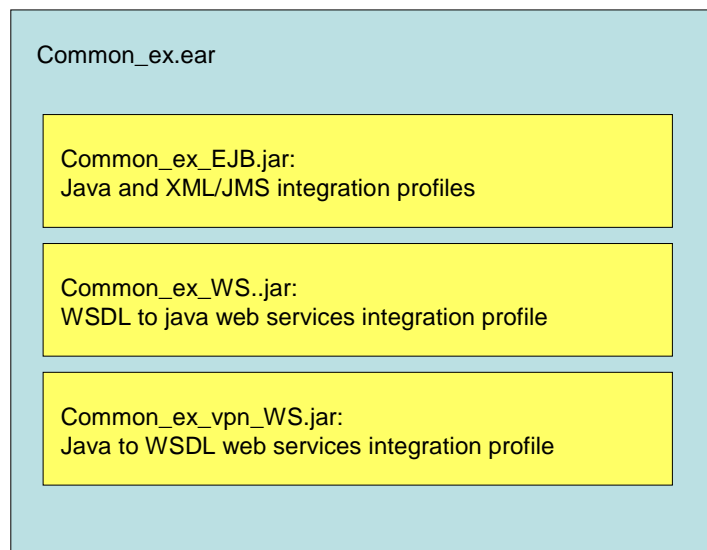 Common_ex.ear
Common_ex_EJB.jar:
Java and XML/JMS integration profiles
Common_ex_WS..jar:
WSDL to java web services integration profile
Common_ex_vpn_WS.jar:
Java to WSDL web services integration profile